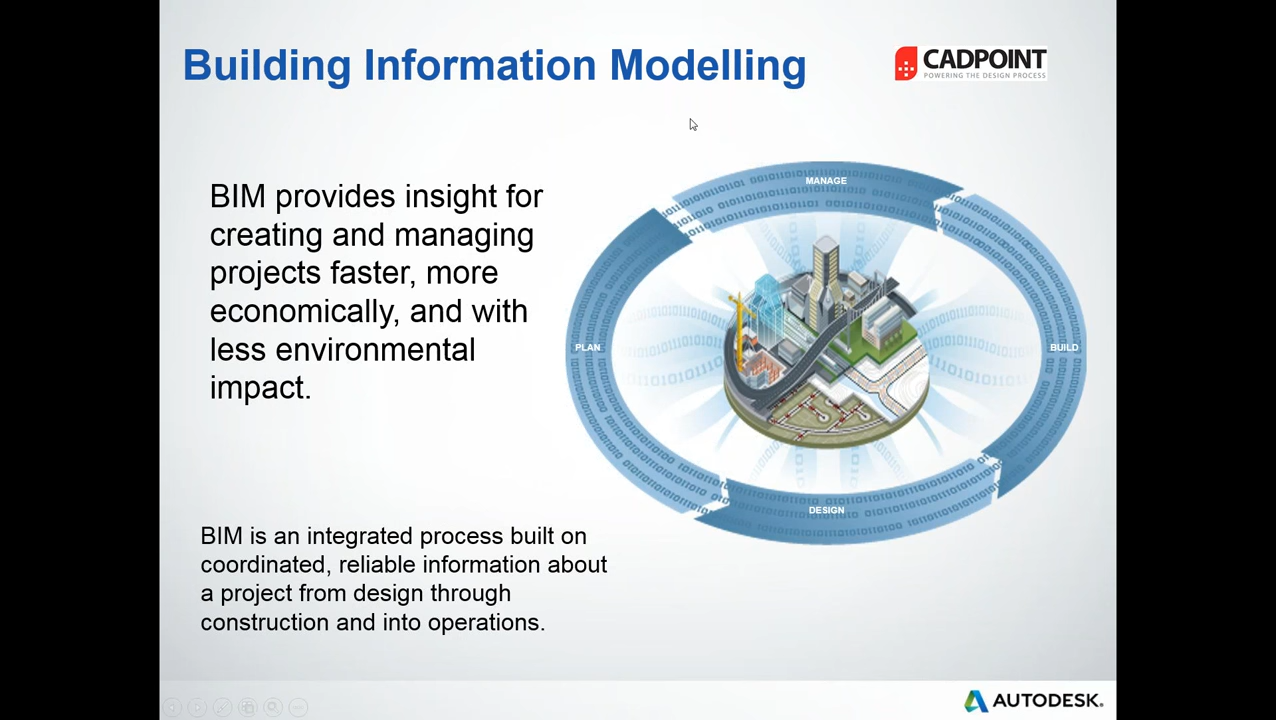 Building Information Modelling
CADPOINT
POWERING THE DESIGN PROCESS
BIM provides insight for
creating and managing
projects faster, more
economically, and with
less environmental
impact.
MANAGE
PLAN
BUILD
DESIGN
BIM is an integrated process built on
coordinated, reliable information about
a project from design through
construction and into operations.
AUTODESK.